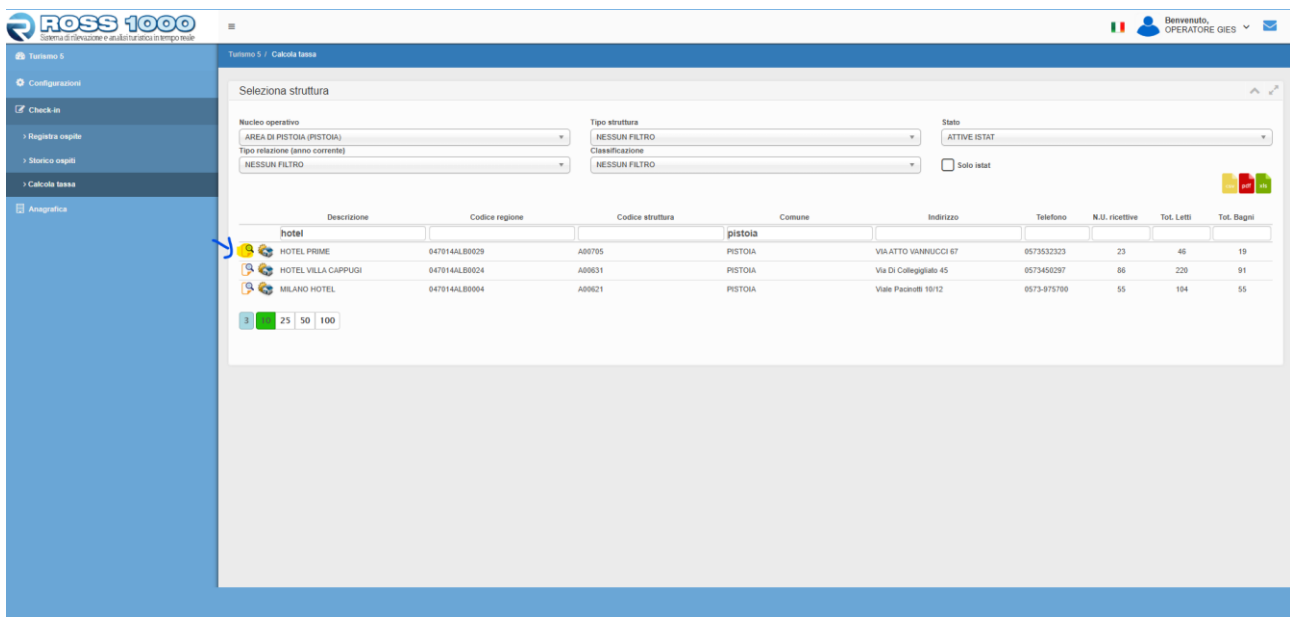 ROSS 1000
Sistema di rilevazione e analisi turistica in tempo reale
Benvenuto,
OPERATORE GIES
Turismo 5
Turismo 5 / Calcola tassa
Configurazioni
Check-in
> Registra ospite
> Storico ospiti
> Calcola tassa
Anagrafica
Seleziona struttura
Nucleo operativo Tipo struttura Stato
AREA DI PISTOIA (PISTOIA) NESSUN FILTRO ATTIVE ISTAT
Tipo relazione (anno corrente) Classificazione
NESSUN FILTRO NESSUN FILTRO Solo istat
pdf xls
Descrizione Codice regione Codice struttura Comune Indirizzo Telefono N.U. ricettive Tot. Letti Tot. Bagni
hotel pistoia
HOTEL PRIME 047014ALB0029 A00705 PISTOIA VIA ATTO VANNUCCI 67 0573532323 23 46 19
HOTEL VILLA CAPPUGI 047014ALB0024 A00631 PISTOIA Via Di Collegigliato 45 0573450297 86 220 91
MILANO HOTEL 047014ALB0004 A00621 PISTOIA Viale Pacinotti 10/12 0573-975700 55 104 55
3 10 25 50 100